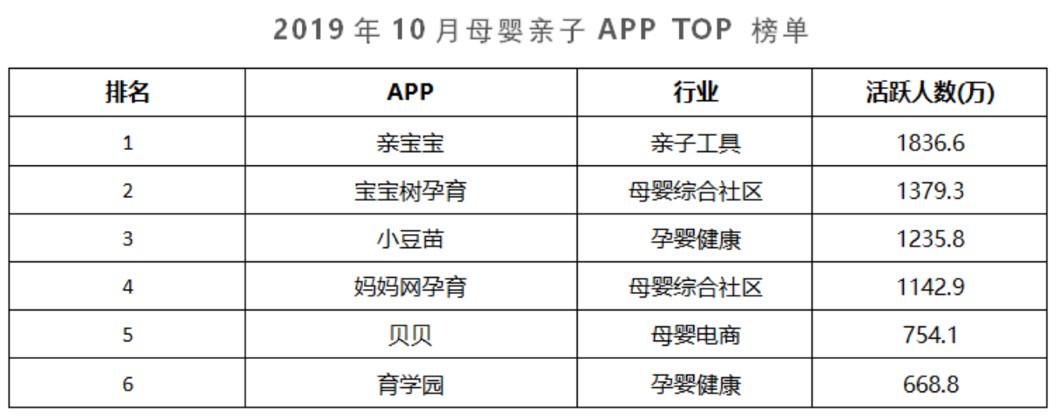 2019 年 10 月母婴亲子 APP TOP 榜单
排名 APP 行业 活跃人数(万)
1 亲宝宝 亲子工具 1836.6
2 宝宝树孕育 母婴综合社区 1379.3
3 小豆苗 孕婴健康 1235.8
4 妈妈网孕育 母婴综合社区 1142.9
5 贝贝 母婴电商 754.1
6 育学园 孕婴健康 668.8